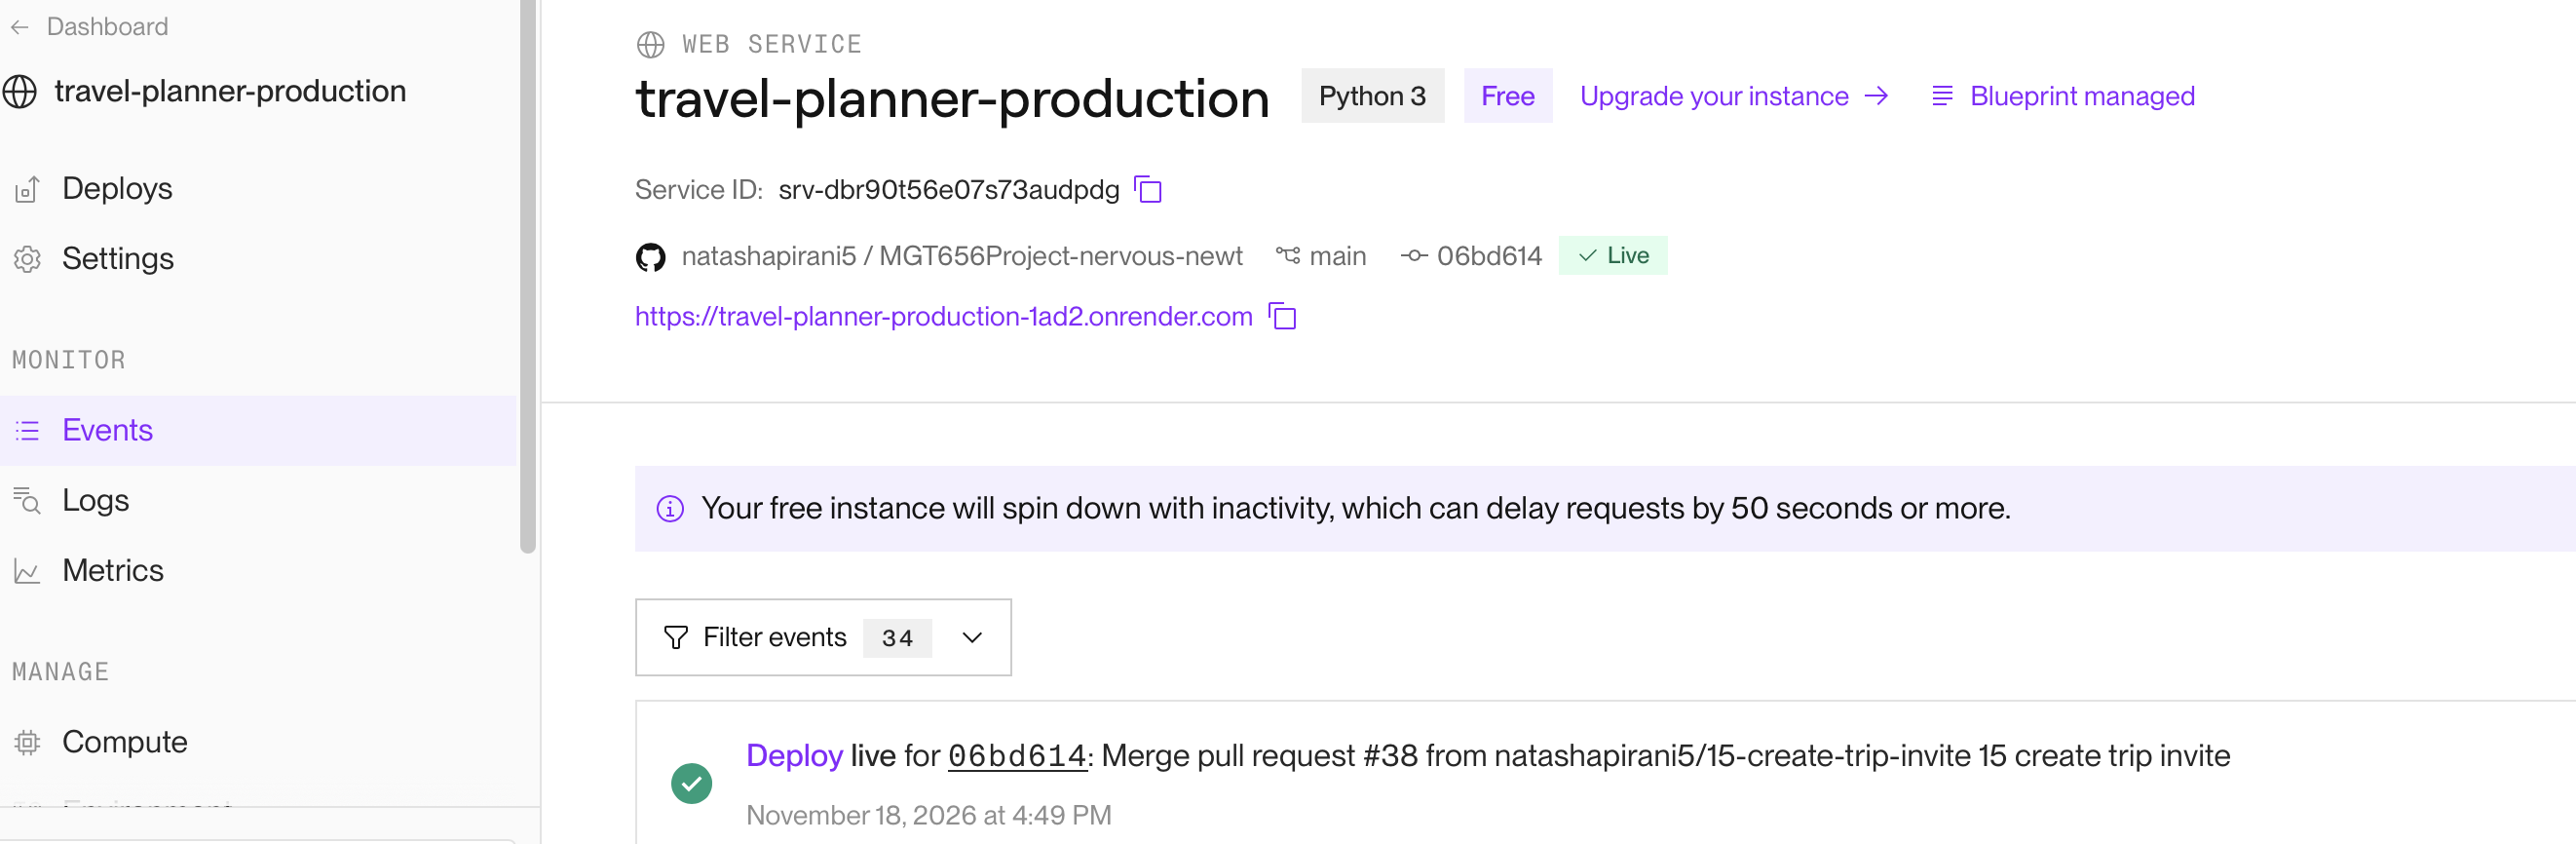 Dashboard
travel-planner-production
Deploys
Settings
MONITOR
Events
Logs
Metrics
MANAGE
Compute
WEB SERVICE
travel-planner-production Python 3 Free Upgrade your instance → Blueprint managed
Service ID: srv-dbr90t56e07s73audpdg
natashapirani5 / MGT656Project-nervous-newt main 06bd614 Live
https://travel-planner-production-1ad2.onrender.com
Your free instance will spin down with inactivity, which can delay requests by 50 seconds or more.
Filter events 34
Deploy live for 06bd614: Merge pull request #38 from natashapirani5/15-create-trip-invite 15 create trip invite
November 18, 2026 at 4:49 PM